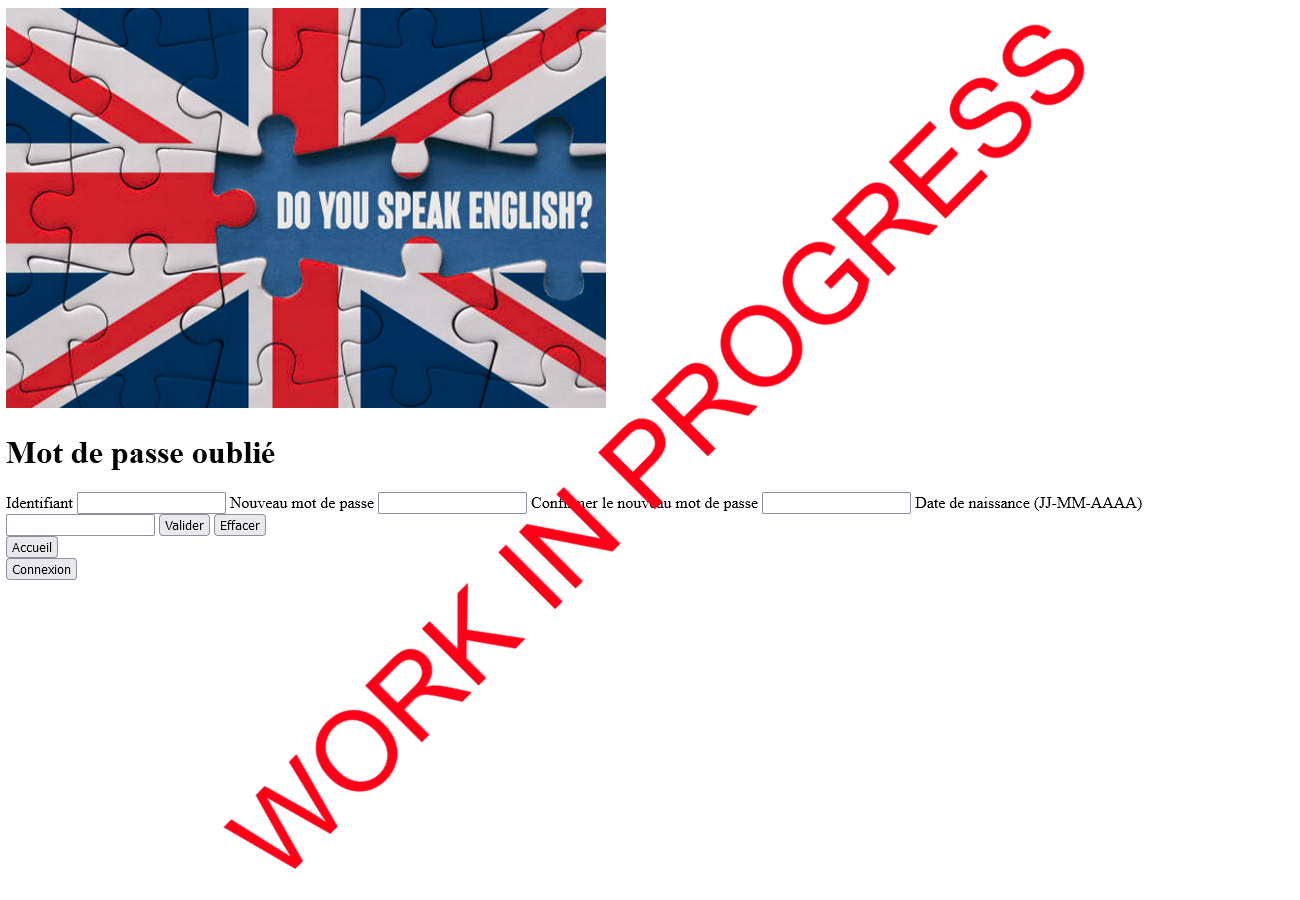 DO YOU SPEAK ENGLISH?
Mot de passe oublié
Identifiant Nouveau mot de passe Confirmer le nouveau mot de passe Date de naissance (JJ-MM-AAAA)
Valider Effacer
Accueil
Connexion
WORK IN PROGRESS